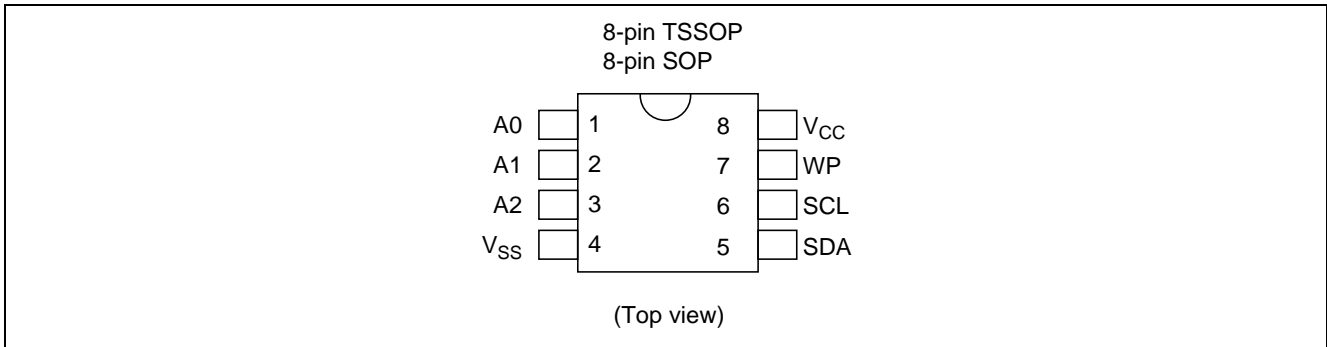 8-pin TSSOP
8-pin SOP
A0 1 8 VCC
A1 2 7 WP
A2 3 6 SCL
VSS 4 5 SDA
(Top view)